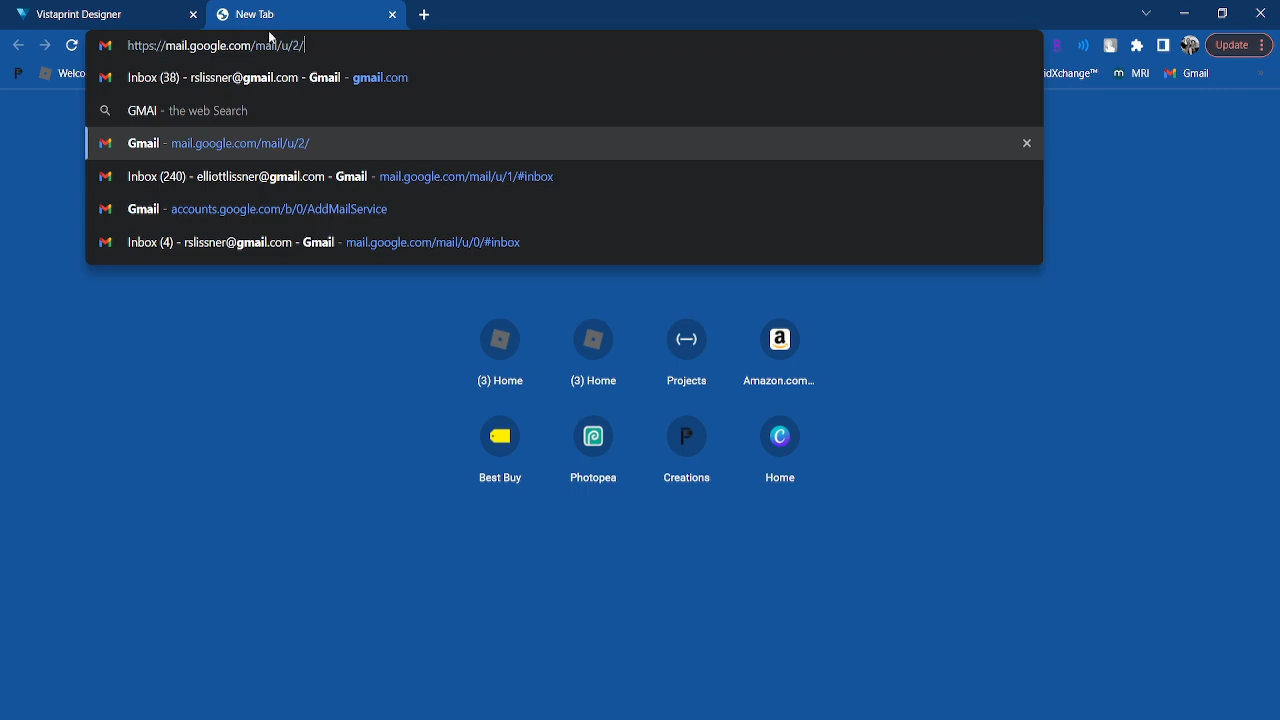 Vistaprint Designer
New Tab
https://mail.google.com/mail/u/2/
Update
Welco
idXchange™
MRI
Gmail
Inbox (38) - rslissner@gmail.com - Gmail - gmail.com
GMAI - the web Search
Gmail - mail.google.com/mail/u/2/
Inbox (240) - elliottlissner@gmail.com - Gmail - mail.google.com/mail/u/1/#inbox
Gmail - accounts.google.com/b/0/AddMailService
Inbox (4) - rslissner@gmail.com - Gmail - mail.google.com/mail/u/0/#inbox
(3) Home
(3) Home
Projects
Amazon.com...
Best Buy
Photopea
Creations
Home